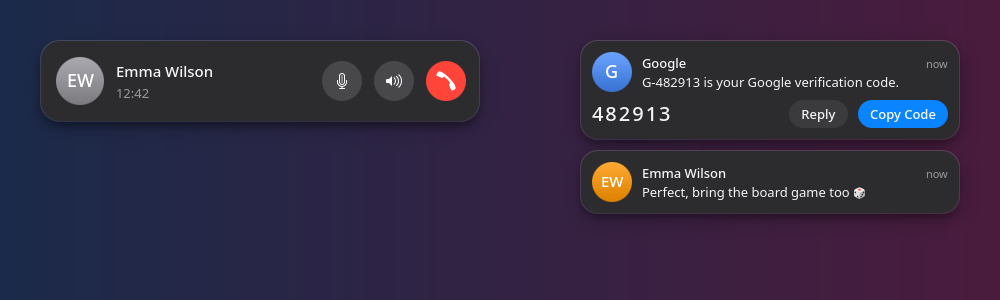 EW
Emma Wilson
12:42
G
Google
now
G-482913 is your Google verification code.
482913
Reply
Copy Code
EW
Emma Wilson
now
Perfect, bring the board game too 🎲